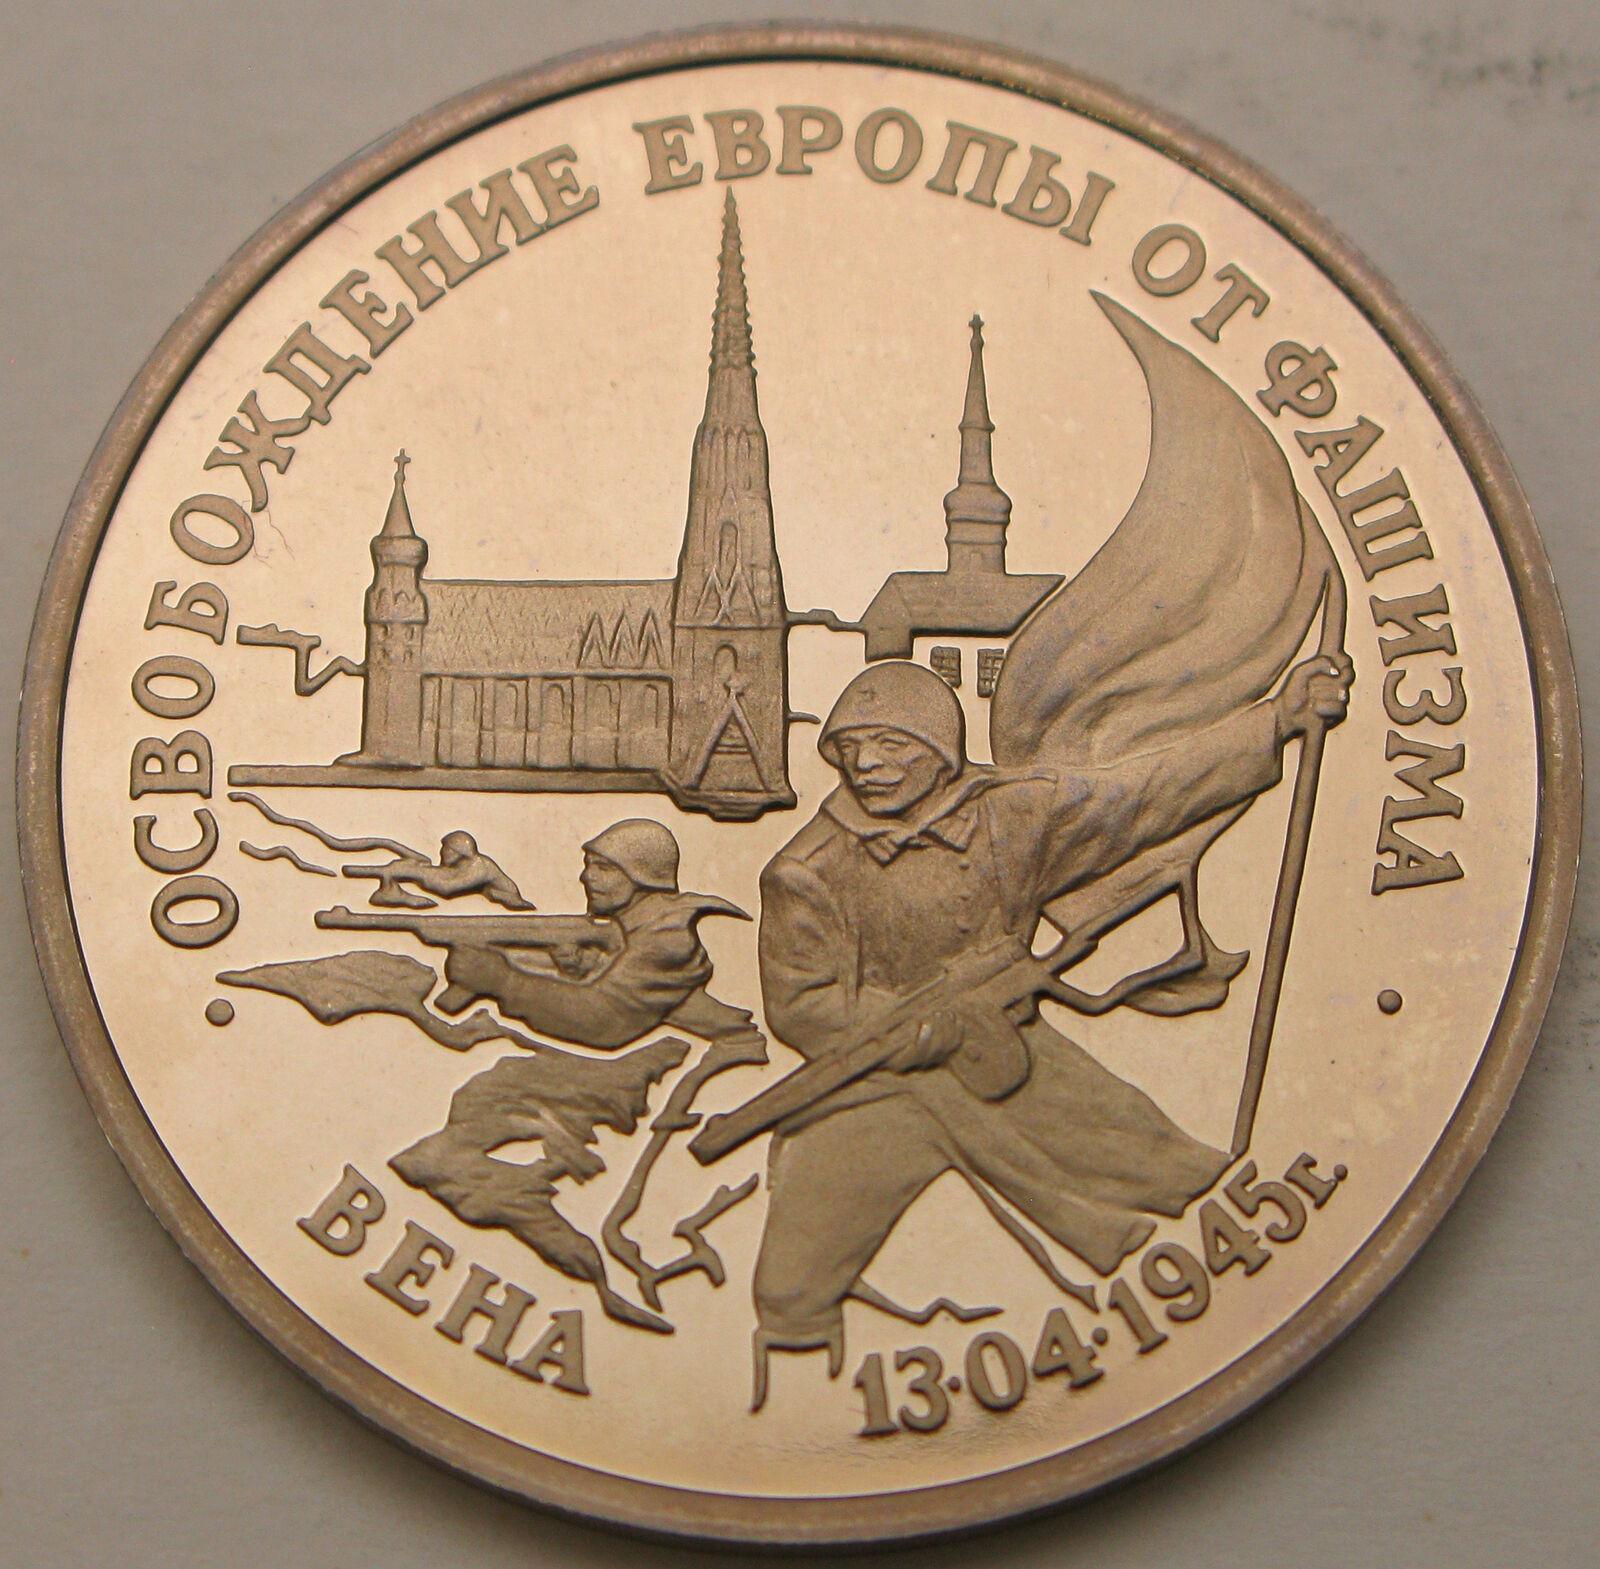 ОСВОБОЖДЕНИЕ ЕВРОПЫ ОТ ФАШИЗМА
ВЕНА
13·04·1945г.